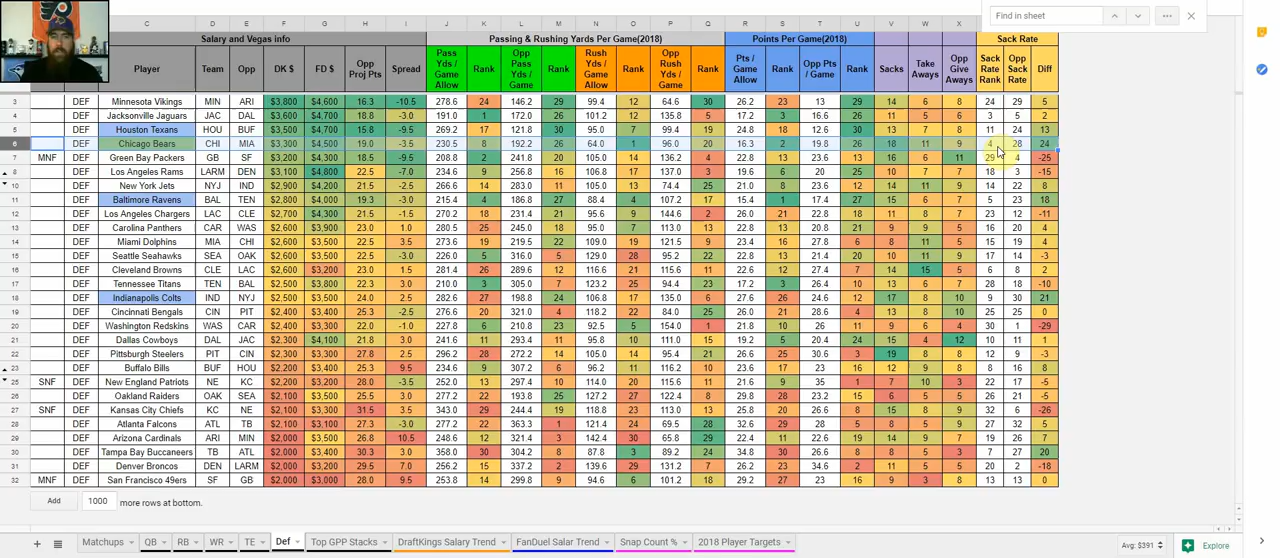 Find in sheet
C D E F G H I J K L M N O P Q R S T U V W X Y Z AA
Salary and Vegas info Passing & Rushing Yards Per Game(2018) Points Per Game(2018) Sack Rate
Player Team Opp DK $ FD $ Opp Proj Pts Spread Pass Yds / Game Allow Rank Opp Pass Yds / Game Rank Rush Yds / Game Allow Rank Opp Rush Yds / Game Rank Pts / Game Allow Rank Opp Pts / Game Rank Sacks Take Aways Opp Give Aways Sack Rate Rank Opp Sack Rate Diff
3 DEF Minnesota Vikings MIN ARI $3,800 $4,600 16.3 -10.5 278.6 24 146.2 29 99.4 12 64.6 30 26.2 23 13 29 14 6 8 24 29 5
4 DEF Jacksonville Jaguars JAC DAL $3,600 $4,700 18.8 -3.0 191.0 1 172.0 26 101.2 12 135.8 5 17.2 3 16.6 26 11 5 6 3 5 2
5 DEF Houston Texans HOU BUF $3,500 $4,700 15.8 -9.5 269.2 17 121.8 30 95.0 7 99.4 19 24.8 18 12.6 30 13 7 8 11 24 13
6 DEF Chicago Bears CHI MIA $3,300 $4,500 19.0 -3.5 230.5 8 192.2 26 64.0 1 96.0 20 16.3 2 19.8 26 18 11 9 4 28 24
7 MNF DEF Green Bay Packers GB SF $3,200 $4,300 18.5 -9.5 208.8 2 241.8 20 105.0 14 136.2 4 22.8 13 23.6 13 16 6 11 29 4 -25
8 DEF Los Angeles Rams LARM DEN $3,100 $4,800 22.5 -7.0 231.5 9 256.8 16 108.8 17 137.0 3 19.6 6 20 25 10 7 7 18 3 -15
10 DEF New York Jets NYJ IND $2,900 $4,200 21.5 -2.5 266.6 14 283.0 11 105.0 13 74.4 25 21.0 8 23.6 12 14 11 9 14 22 8
11 DEF Baltimore Ravens BAL TEN $2,800 $4,000 19.3 -3.0 215.4 4 186.8 27 88.4 4 107.2 17 15.4 1 17.4 27 15 7 6 5 23 18
12 DEF Los Angeles Chargers LAC CLE $2,700 $4,300 21.5 -1.5 270.2 18 231.4 21 95.6 9 144.6 2 26.0 21 22.8 18 11 8 7 23 12 -11
13 DEF Carolina Panthers CAR WAS $2,600 $3,900 23.0 1.0 280.5 25 245.0 18 95.0 7 113.0 13 25.0 19 22.8 18 9 9 5 16 20 4
14 DEF Miami Dolphins MIA CHI $2,600 $3,500 22.5 3.5 273.6 19 219.5 22 109.0 19 121.5 9 23.4 16 27.8 6 8 11 5 15 19 4
15 DEF Seattle Seahawks SEA OAK $2,600 $3,700 22.5 -3.0 226.0 5 316.0 5 129.0 28 95.2 22 22.8 5 21.4 20 10 11 9 17 14 -3
16 DEF Cleveland Browns CLE LAC $2,600 $3,200 23.0 1.5 281.4 26 289.6 12 116.6 21 115.6 11 22.6 12 27.4 7 12 15 5 6 8 2
17 DEF Tennessee Titans TEN BAL $2,500 $3,800 22.3 3.0 210.0 3 307.0 5 123.2 25 94.4 23 17.2 3 26.4 10 12 7 5 28 18 -10
18 DEF Indianapolis Colts IND NYJ $2,500 $3,500 24.0 2.5 282.4 27 198.8 24 106.8 17 135.0 6 27.6 26 24.6 12 17 8 10 9 30 21
19 DEF Cincinnati Bengals CIN PIT $2,400 $3,300 27.8 -2.5 276.6 20 321.0 4 118.2 22 84.0 25 26.0 21 28.6 4 13 8 10 25 25 0
20 DEF Washington Redskins WAS CAR $2,400 $3,300 22.0 -1.0 227.8 6 210.8 23 92.5 5 154.0 1 21.8 10 26 11 9 6 4 30 1 -29
21 DEF Dallas Cowboys DAL JAC $2,300 $4,100 21.8 3.0 241.6 11 293.4 11 95.8 10 111.0 15 19.2 5 20.4 24 15 4 12 10 11 1
22 DEF Pittsburgh Steelers PIT CIN $2,300 $3,700 27.8 2.5 296.2 28 272.2 14 105.0 14 95.4 21 25.6 20 30.6 3 19 8 8 12 9 -3
23 DEF Buffalo Bills BUF HOU $2,200 $3,300 25.3 9.5 234.6 9 307.2 6 96.2 11 116.2 10 23.6 17 23 16 12 9 8 8 16 8
25 SNF DEF New England Patriots NE KC $2,200 $3,700 28.0 -3.5 252.0 13 297.4 10 114.0 20 115.6 11 21.6 9 35 1 7 10 3 22 17 -5
26 DEF Oakland Raiders OAK SEA $2,100 $3,500 25.5 3.0 277.2 22 193.8 25 136.2 27 122.4 8 29.8 28 23.2 15 6 5 5 26 21 -5
27 SNF DEF Kansas City Chiefs KC NE $2,100 $3,300 31.5 3.5 343.0 29 244.4 19 118.8 23 113.0 13 25.8 20 26.6 8 15 8 9 27 6 -26
28 DEF Atlanta Falcons ATL TB $2,100 $3,800 27.3 -3.0 277.2 22 363.3 1 121.4 24 69.5 28 32.6 29 28 5 11 4 8 27 32 5
29 DEF Arizona Cardinals ARI MIN $2,000 $3,500 26.8 10.5 248.6 12 321.4 3 142.4 30 65.8 29 22.4 11 22.6 19 14 9 7 19 26 7
30 DEF Tampa Bay Buccaneers TB ATL $2,000 $3,400 30.3 3.0 358.0 30 304.2 8 87.8 3 89.2 24 34.8 30 26.6 8 8 5 9 7 13 20
31 DEF Denver Broncos DEN LARM $2,000 $3,200 29.5 7.0 256.2 15 337.2 2 139.6 29 131.2 7 26.2 23 34.6 2 11 5 5 20 2 -18
32 MNF DEF San Francisco 49ers SF GB $2,000 $3,000 28.0 9.5 253.8 14 299.8 9 94.6 6 101.2 18 29.2 27 23 14 9 3 8 13 13 0
Add 1000 more rows at bottom.
Matchups QB RB WR TE Def Top GPP Stacks DraftKings Salary Trend FanDuel Salar Trend Snap Count % 2018 Player Targets
Avg: $391 Explore